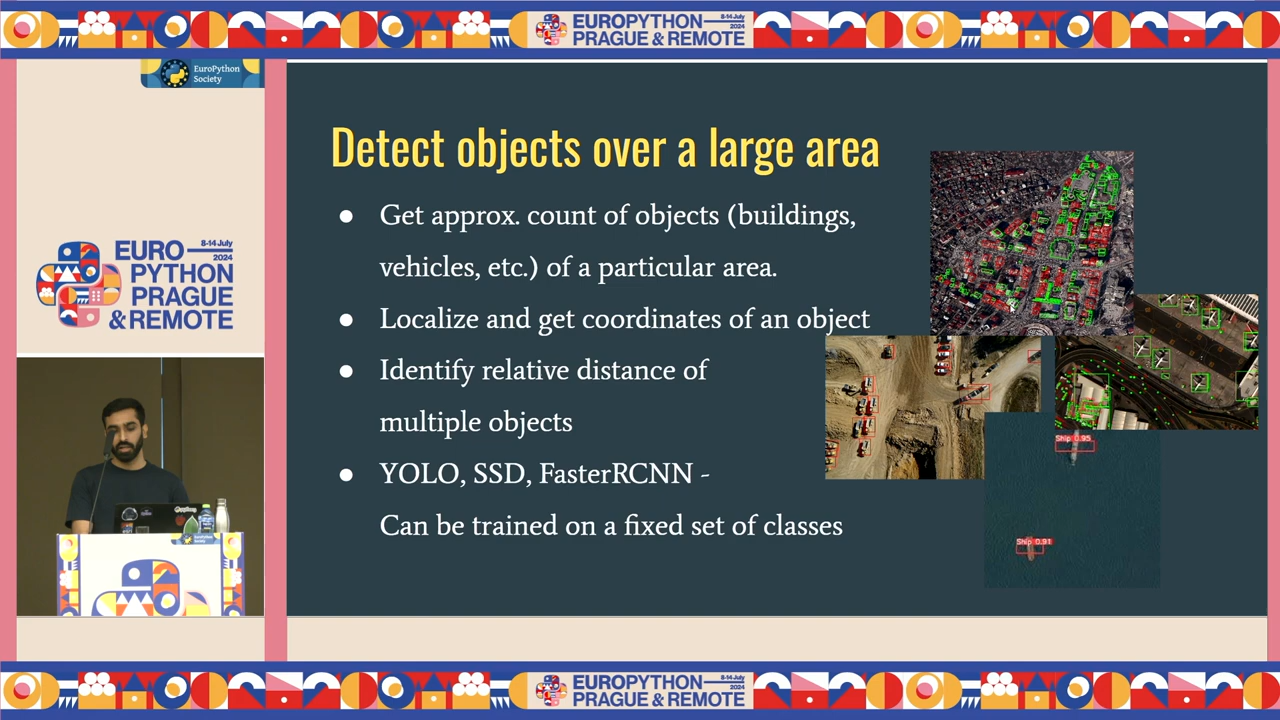 EUROPYTHON
8-14 July
2024
PRAGUE & REMOTE
EuroPython
Society
EURO
8-14 July
2024
PYTHON
PRAGUE
& REMOTE
Detect objects over a large area
● Get approx. count of objects (buildings,
vehicles, etc.) of a particular area.
● Localize and get coordinates of an object
● Identify relative distance of
multiple objects
● YOLO, SSD, FasterRCNN -
Can be trained on a fixed set of classes
Ship 0.95
Ship 0.91
EuroPython
Society
EUROPYTHON
8-14 July
2024
PRAGUE & REMOTE